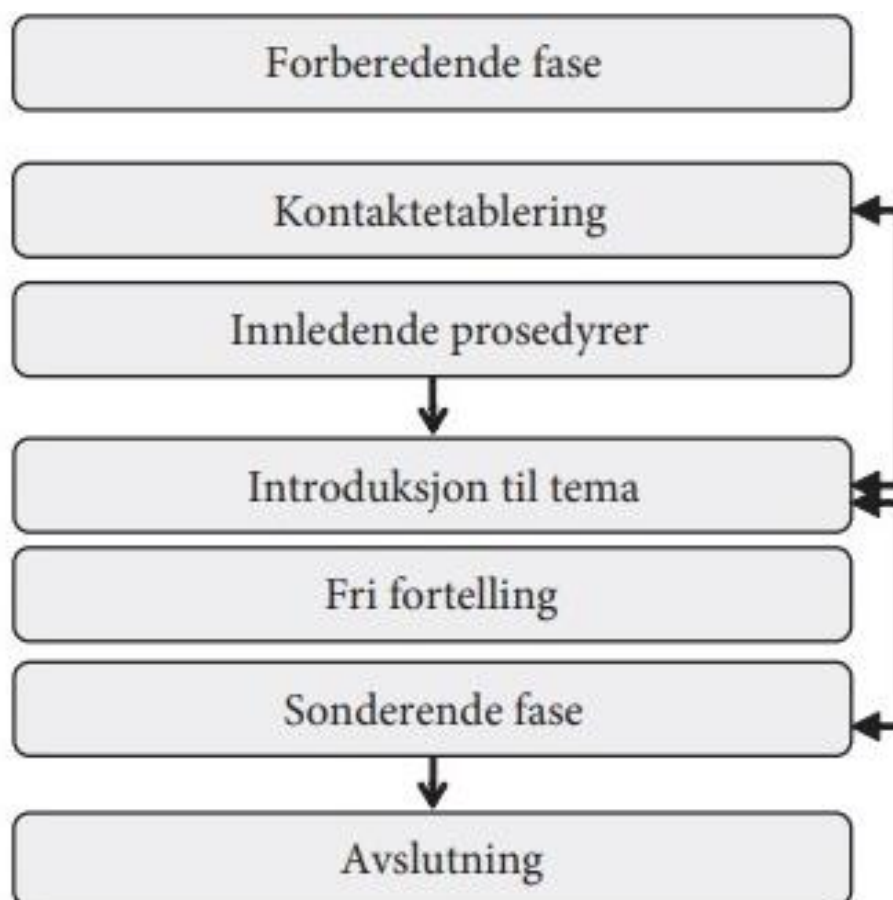 Forberedende fase
Kontaktetablering
Innledende prosedyrer
Introduksjon til tema
Fri fortelling
Sonderende fase
Avslutning